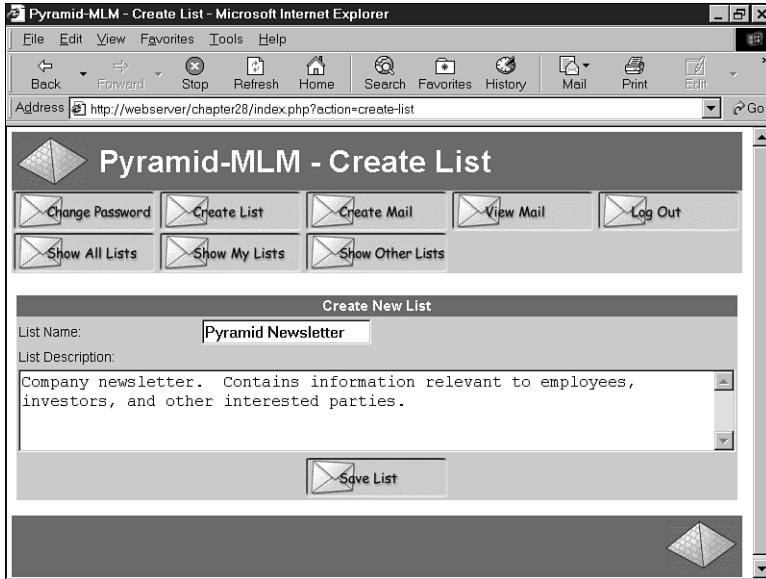 Pyramid-MLM - Create List - Microsoft Internet Explorer
File Edit View Favorites Tools Help
Back Forward Stop Refresh Home Search Favorites History Mail Print Edit
Address http://webserver/chapter28/index.php?action=create-list Go
Pyramid-MLM - Create List
Change Password Create List Create Mail View Mail Log Out
Show All Lists Show My Lists Show Other Lists
Create New List
List Name: Pyramid Newsletter
List Description:
Company newsletter. Contains information relevant to employees,
investors, and other interested parties.
Save List